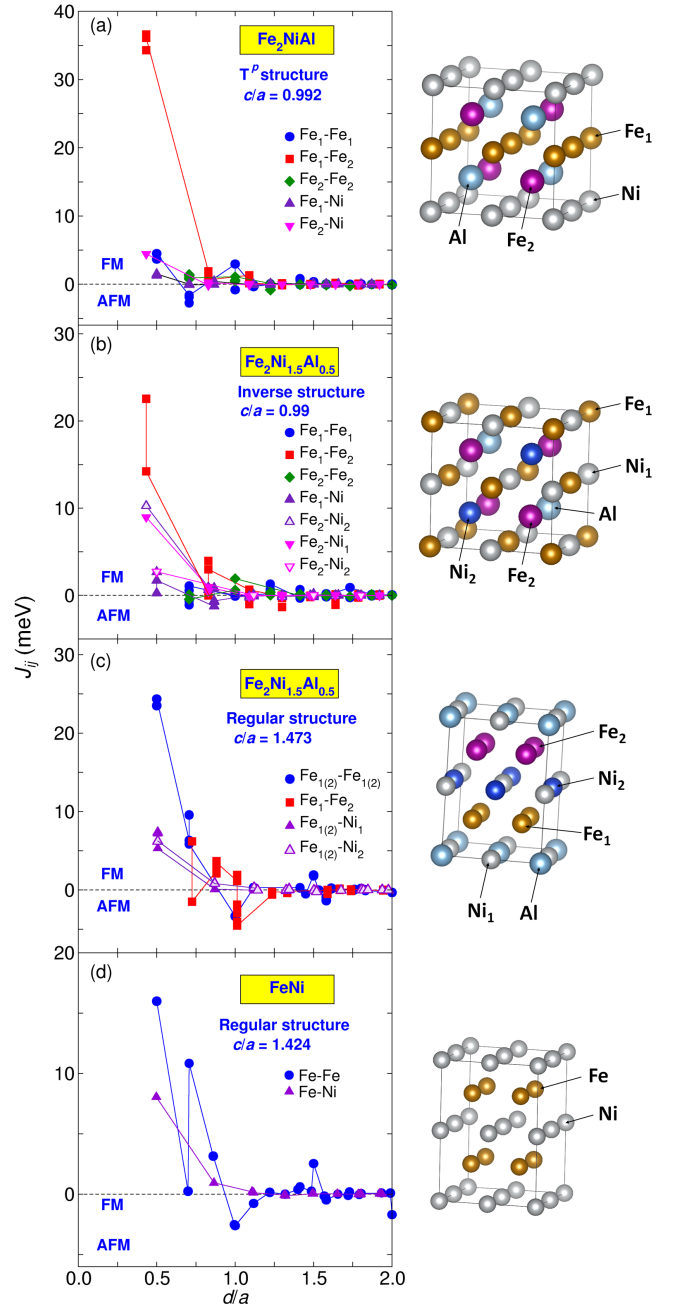 J_ij (meV)
(a)
Fe₂NiAl
Tᵖ structure
c/a = 0.992
Fe₁-Fe₁
Fe₁-Fe₂
Fe₂-Fe₂
Fe₁-Ni
Fe₂-Ni
40
30
20
10
0
FM
AFM
Fe₁
Ni
Al
Fe₂
(b)
Fe₂Ni₁.₅Al₀.₅
Inverse structure
c/a = 0.99
Fe₁-Fe₁
Fe₁-Fe₂
Fe₂-Fe₂
Fe₁-Ni
Fe₂-Ni₂
Fe₂-Ni₁
Fe₂-Ni₂
30
20
10
0
FM
AFM
Fe₁
Ni₁
Al
Ni₂
Fe₂
(c)
Fe₂Ni₁.₅Al₀.₅
Regular structure
c/a = 1.473
Fe₁₍₂₎-Fe₁₍₂₎
Fe₁-Fe₂
Fe₁₍₂₎-Ni₁
Fe₁₍₂₎-Ni₂
30
20
10
0
FM
AFM
Fe₂
Ni₂
Fe₁
Ni₁
Al
(d)
FeNi
Regular structure
c/a = 1.424
Fe-Fe
Fe-Ni
20
10
0
FM
AFM
Fe
Ni
0.0 0.5 1.0 1.5 2.0
d/a